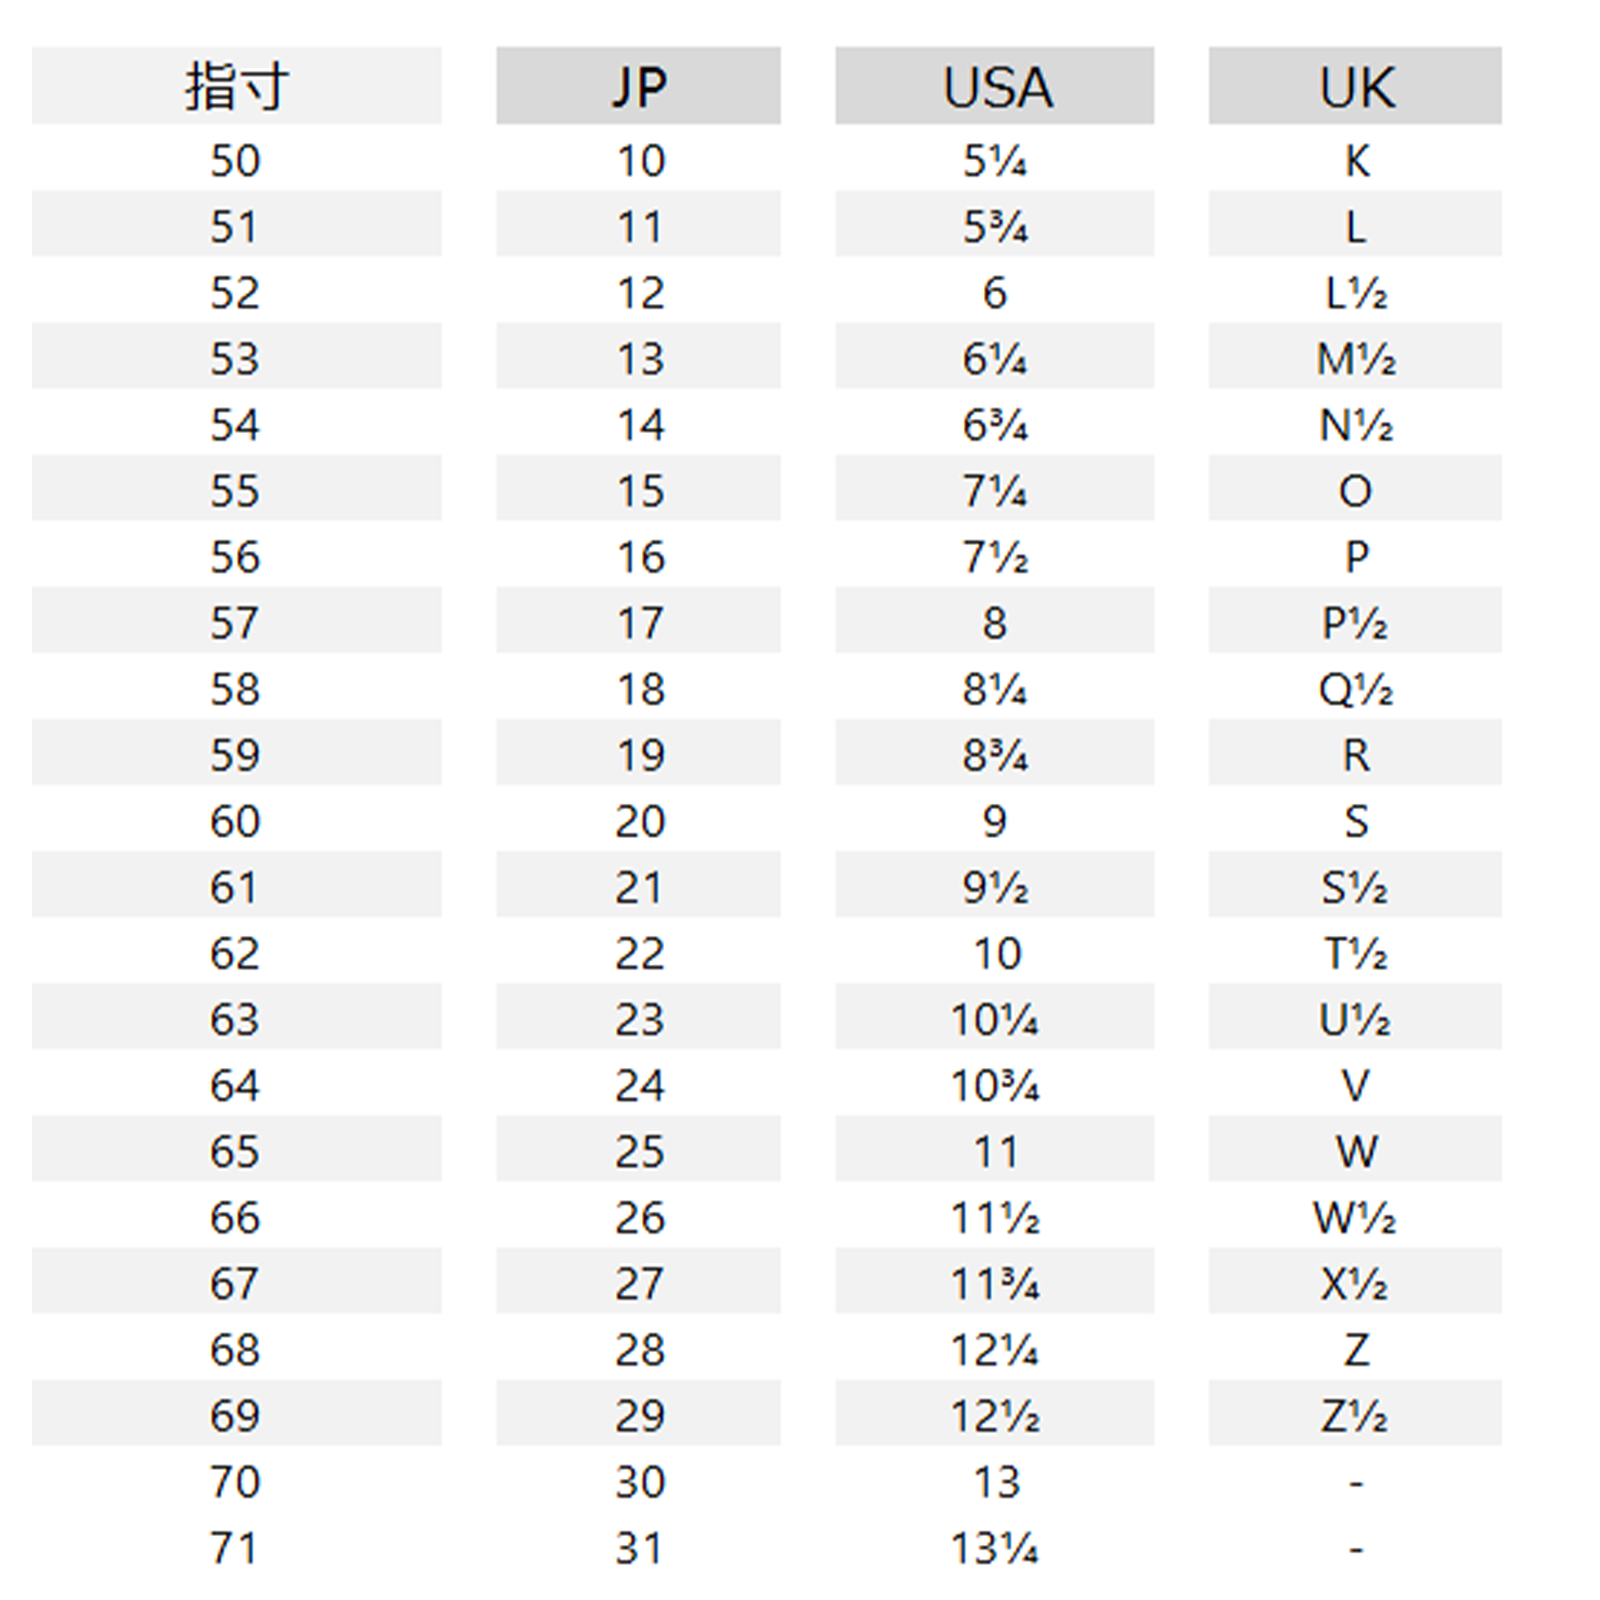 指寸 JP USA UK
50 10 5¼ K
51 11 5¾ L
52 12 6 L½
53 13 6¼ M½
54 14 6¾ N½
55 15 7¼ O
56 16 7½ P
57 17 8 P½
58 18 8¼ Q½
59 19 8¾ R
60 20 9 S
61 21 9½ S½
62 22 10 T½
63 23 10¼ U½
64 24 10¾ V
65 25 11 W
66 26 11½ W½
67 27 11¾ X½
68 28 12¼ Z
69 29 12½ Z½
70 30 13 -
71 31 13¼ -